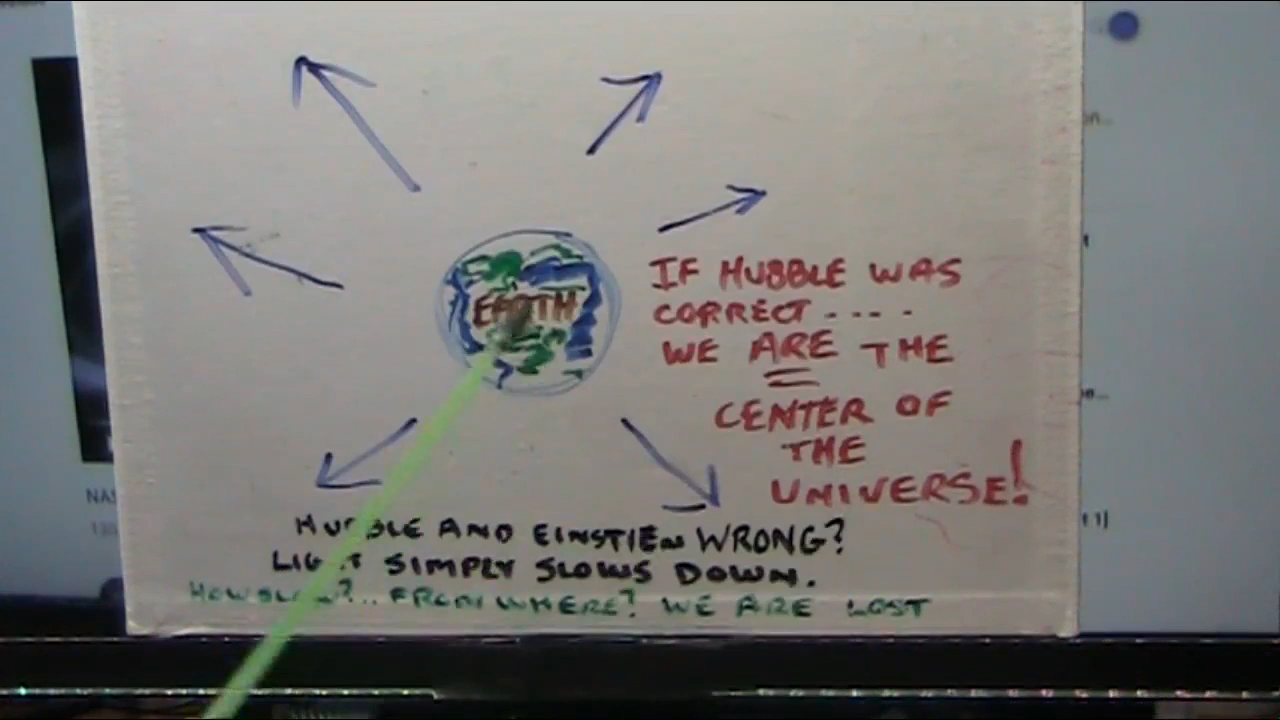 EARTH
IF HUBBLE WAS
CORRECT ....
WE ARE THE
CENTER OF
THE
UNIVERSE!
HUBBLE AND EINSTIEN WRONG?
LIGHT SIMPLY SLOWS DOWN.
HOW SLOW?.. FROM WHERE? WE ARE LOST
NAS